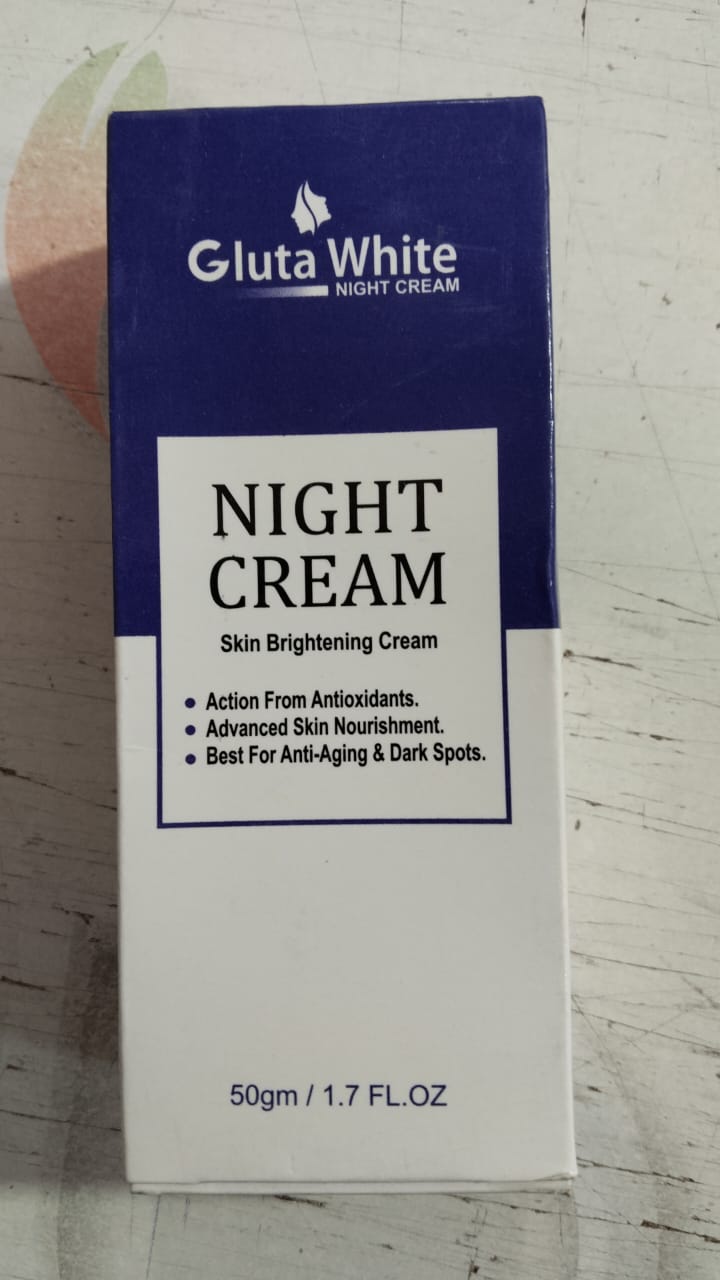 Gluta White
NIGHT CREAM
NIGHT
CREAM
Skin Brightening Cream
• Action From Antioxidants.
• Advanced Skin Nourishment.
• Best For Anti-Aging & Dark Spots.
50gm / 1.7 FL.OZ